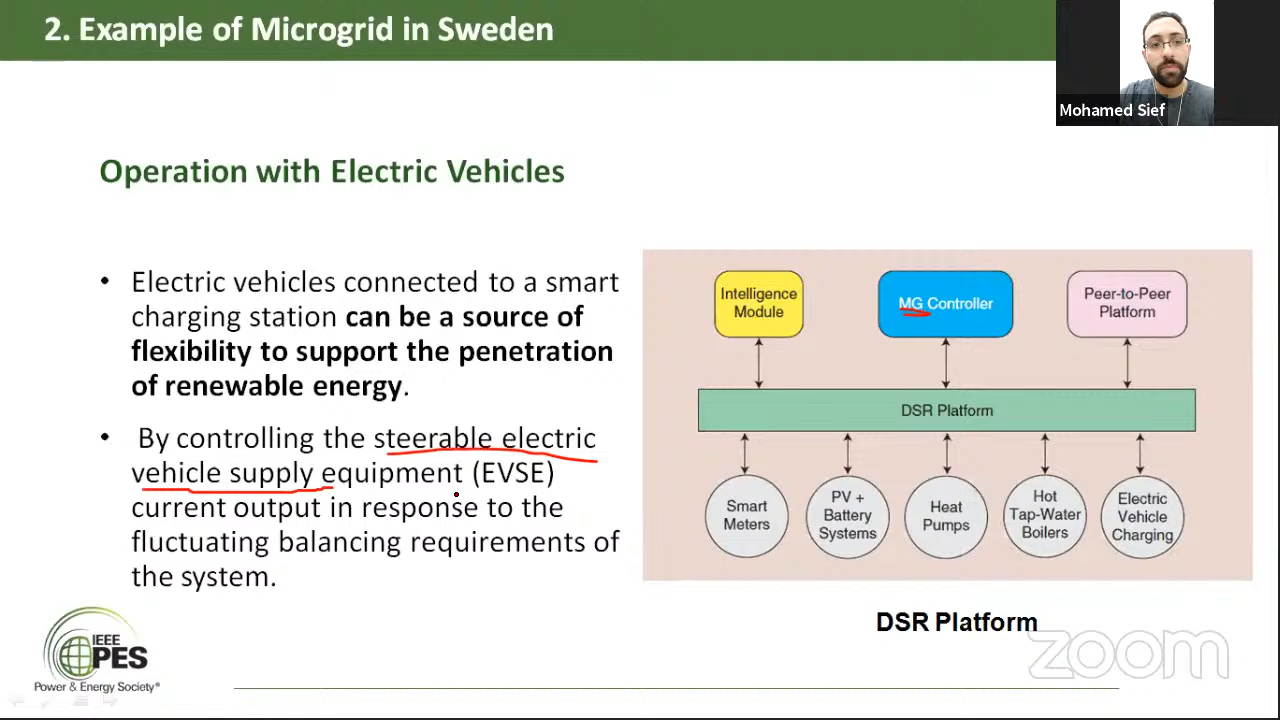 2. Example of Microgrid in Sweden
Mohamed Sief
Operation with Electric Vehicles
• Electric vehicles connected to a smart
charging station can be a source of
flexibility to support the penetration
of renewable energy.
• By controlling the steerable electric
vehicle supply equipment (EVSE)
current output in response to the
fluctuating balancing requirements of
the system.
Intelligence
Module
MG Controller
Peer-to-Peer
Platform
DSR Platform
Smart
Meters
PV +
Battery
Systems
Heat
Pumps
Hot
Tap-Water
Boilers
Electric
Vehicle
Charging
DSR Platform
zoom
IEEE
PES
Power & Energy Society®